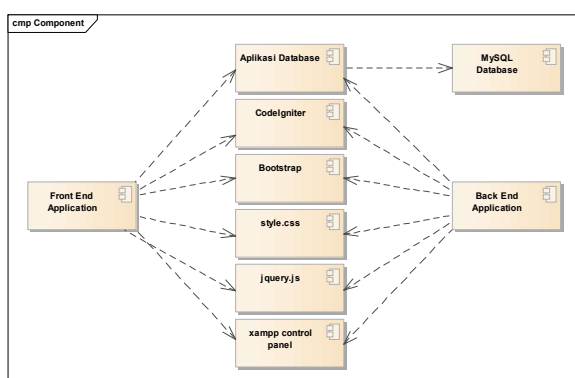 cmp Component
Aplikasi Database
MySQL
Database
CodeIgniter
Bootstrap
Front End
Application
Back End
Application
style.css
jquery.js
xampp control
panel